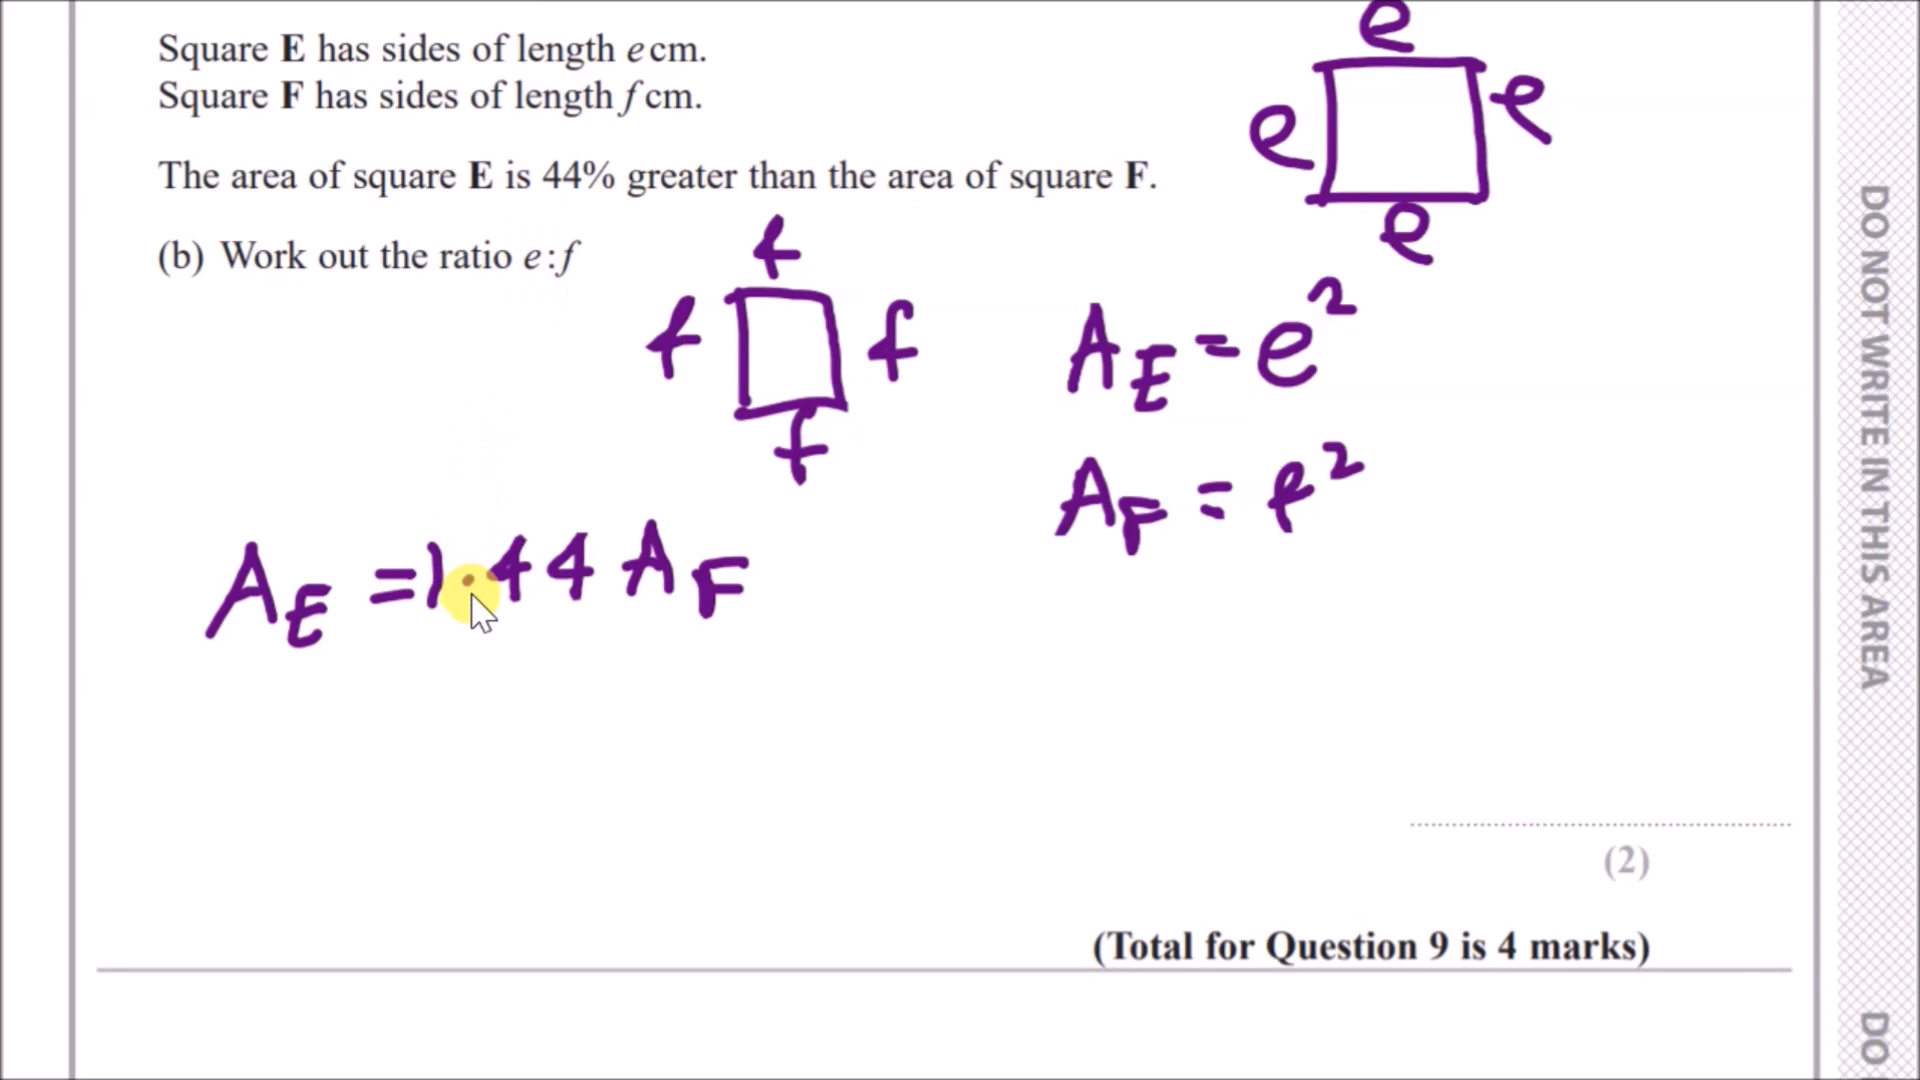 Square E has sides of length e cm.
Square F has sides of length f cm.
The area of square E is 44% greater than the area of square F.
(b) Work out the ratio e : f
e
e
e
e
f
f
f
f
A_E = e²
A_F = f²
A_E = 1.44 A_F
(2)
(Total for Question 9 is 4 marks)
DO NOT WRITE IN THIS AREA
DO